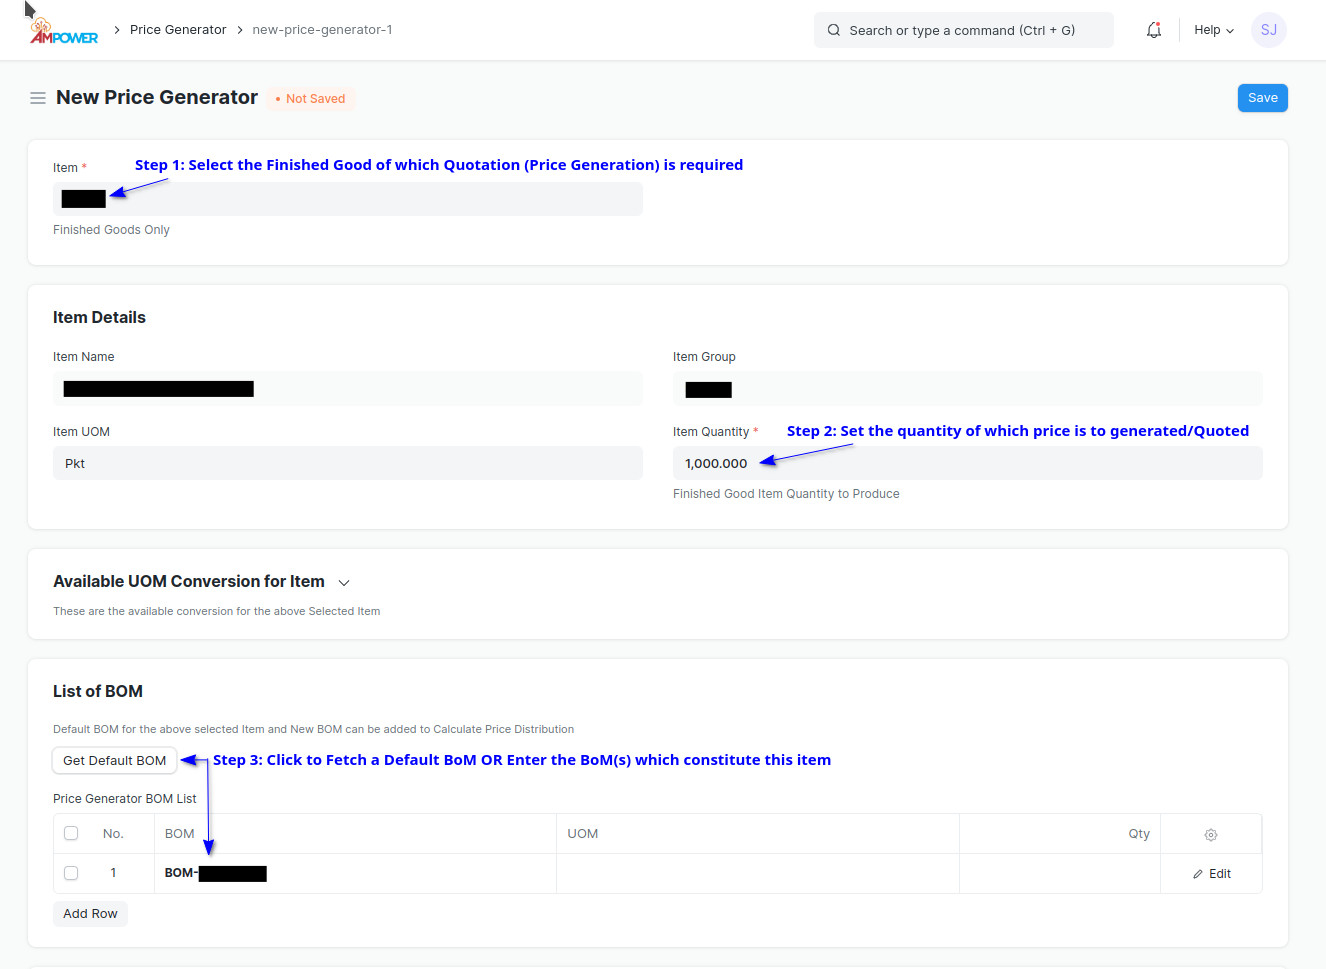 AMPOWER
Price Generator
new-price-generator-1
Search or type a command (Ctrl + G)
Help
SJ
New Price Generator
Not Saved
Save
Item *
Step 1: Select the Finished Good of which Quotation (Price Generation) is required
Finished Goods Only
Item Details
Item Name
Item Group
Item UOM
Item Quantity *
Step 2: Set the quantity of which price is to generated/Quoted
Pkt
1,000.000
Finished Good Item Quantity to Produce
Available UOM Conversion for Item
These are the available conversion for the above Selected Item
List of BOM
Default BOM for the above selected Item and New BOM can be added to Calculate Price Distribution
Get Default BOM
Step 3: Click to Fetch a Default BoM OR Enter the BoM(s) which constitute this item
Price Generator BOM List
No.
BOM
UOM
Qty
1
BOM-
Edit
Add Row